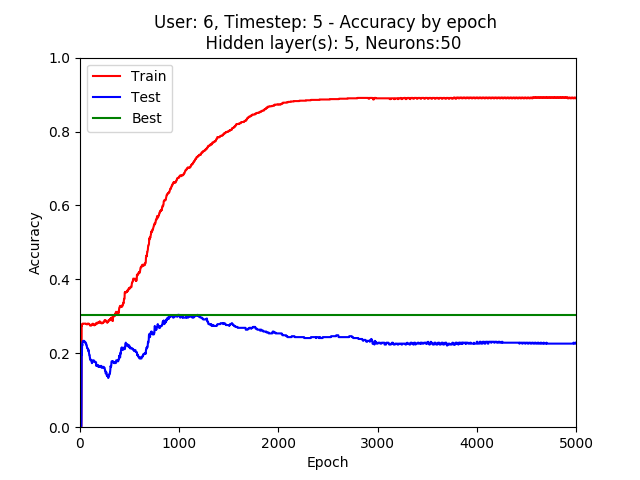 User: 6, Timestep: 5 - Accuracy by epoch
Hidden layer(s): 5, Neurons:50
Train
Test
Best
1.0
0.8
0.6
0.4
0.2
0.0
Accuracy
0 1000 2000 3000 4000 5000
Epoch